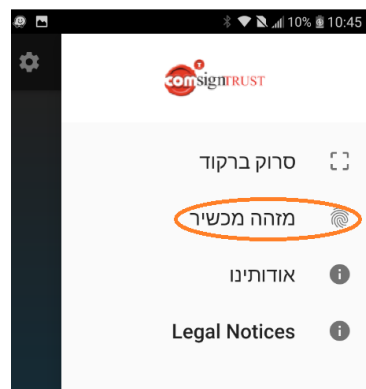 10% 10:45
comsignTRUST
סרוק ברקוד
מזהה מכשיר
אודותינו
Legal Notices